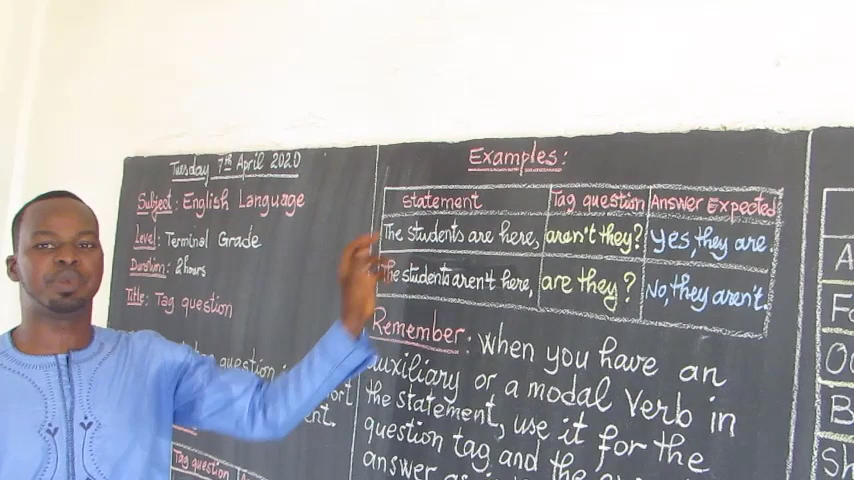 Tuesday 7th April 2020
Subject: English Language
Level: Terminal Grade
Duration: 2 hours
Title: Tag question
question
ent.
Tag question
Examples:
statement Tag question Answer Expected
The students are here, aren't they? Yes, they are.
The students aren't here, are they? No, they aren't.
Remember: when you have an
auxiliary or a modal verb in
the statement, use it for the
question tag and the
answer
A
B
Sh